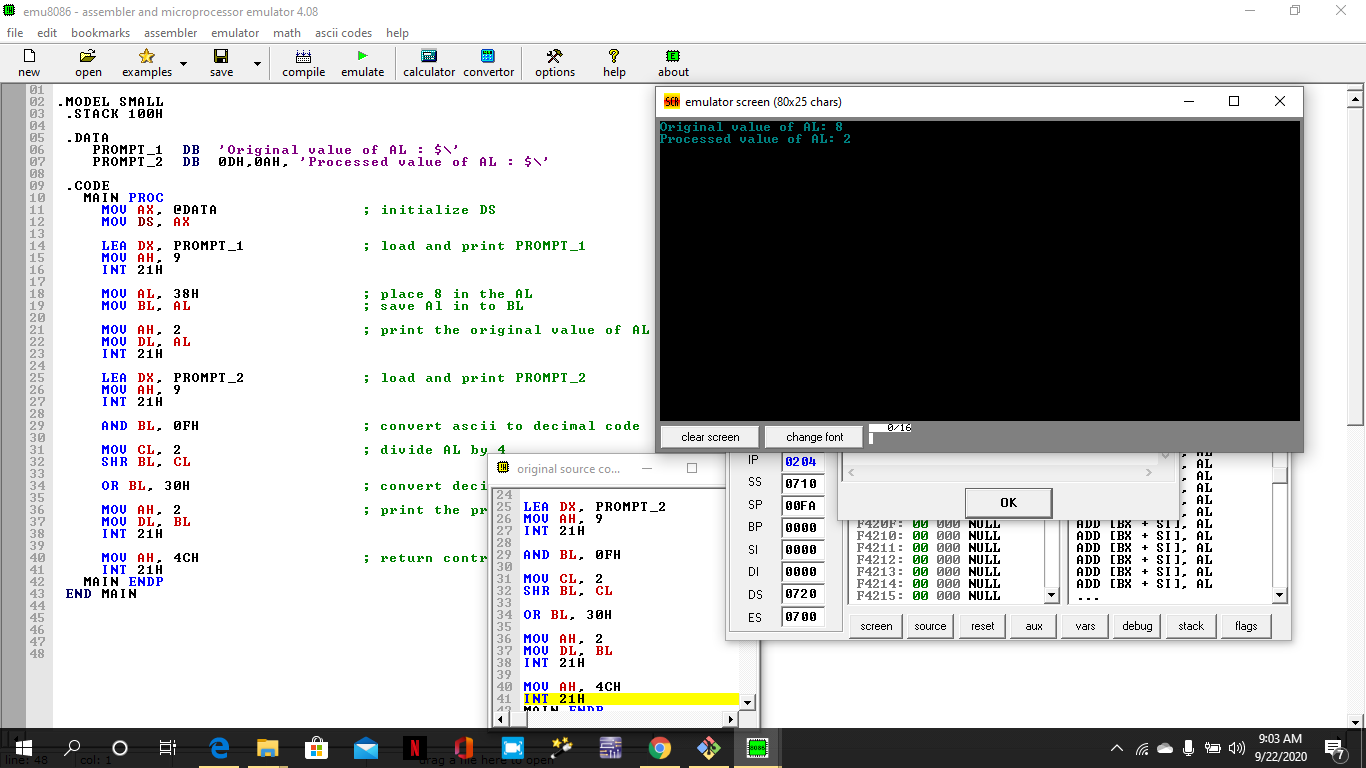 emu8086 - assembler and microprocessor emulator 4.08
file edit bookmarks assembler emulator math ascii codes help
new open examples save compile emulate calculator convertor options help about
01
02 .MODEL SMALL
03 .STACK 100H
04
05 .DATA
06 PROMPT_1 DB 'Original value of AL : $\'
07 PROMPT_2 DB 0DH,0AH, 'Processed value of AL : $\'
08
09 .CODE
10 MAIN PROC
11 MOV AX, @DATA ; initialize DS
12 MOV DS, AX
13
14 LEA DX, PROMPT_1 ; load and print PROMPT_1
15 MOV AH, 9
16 INT 21H
17
18 MOV AL, 38H ; place 8 in the AL
19 MOV BL, AL ; save Al in to BL
20
21 MOV AH, 2 ; print the original value of AL
22 MOV DL, AL
23 INT 21H
24
25 LEA DX, PROMPT_2 ; load and print PROMPT_2
26 MOV AH, 9
27 INT 21H
28
29 AND BL, 0FH ; convert ascii to decimal code
30
31 MOV CL, 2 ; divide AL by 4
32 SHR BL, CL
33
34 OR BL, 30H ; convert deci
35
36 MOV AH, 2 ; print the pr
37 MOV DL, BL
38 INT 21H
39
40 MOV AH, 4CH ; return contr
41 INT 21H
42 MAIN ENDP
43 END MAIN
44
45
46
47
48
emulator screen (80x25 chars)
Original value of AL: 8
Processed value of AL: 2
clear screen change font 0/16
original source co...
24
25 LEA DX, PROMPT_2
26 MOV AH, 9
27 INT 21H
28
29 AND BL, 0FH
30
31 MOV CL, 2
32 SHR BL, CL
33
34 OR BL, 30H
35
36 MOV AH, 2
37 MOV DL, BL
38 INT 21H
39
40 MOV AH, 4CH
41 INT 21H
42 MAIN ENDP
IP 0204
SS 0710
SP 00FA
BP 0000
SI 0000
DI 0000
DS 0720
ES 0700
OK
, AL
, AL
, AL
, AL
, AL
, AL
F420F: 00 000 NULL ADD [BX + SI], AL
F4210: 00 000 NULL ADD [BX + SI], AL
F4211: 00 000 NULL ADD [BX + SI], AL
F4212: 00 000 NULL ADD [BX + SI], AL
F4213: 00 000 NULL ADD [BX + SI], AL
F4214: 00 000 NULL ADD [BX + SI], AL
F4215: 00 000 NULL ...
screen source reset aux vars debug stack flags
line: 48 col: 1 drag a file here to open
9:03 AM
9/22/2020
7